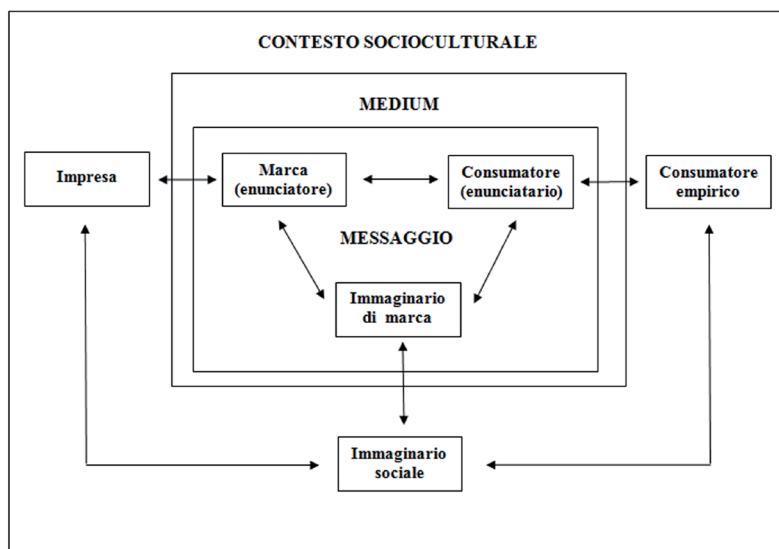 CONTESTO SOCIOCULTURALE
MEDIUM
Impresa
Marca
(enunciatore)
Consumatore
(enunciatario)
Consumatore
empirico
MESSAGGIO
Immaginario
di marca
Immaginario
sociale